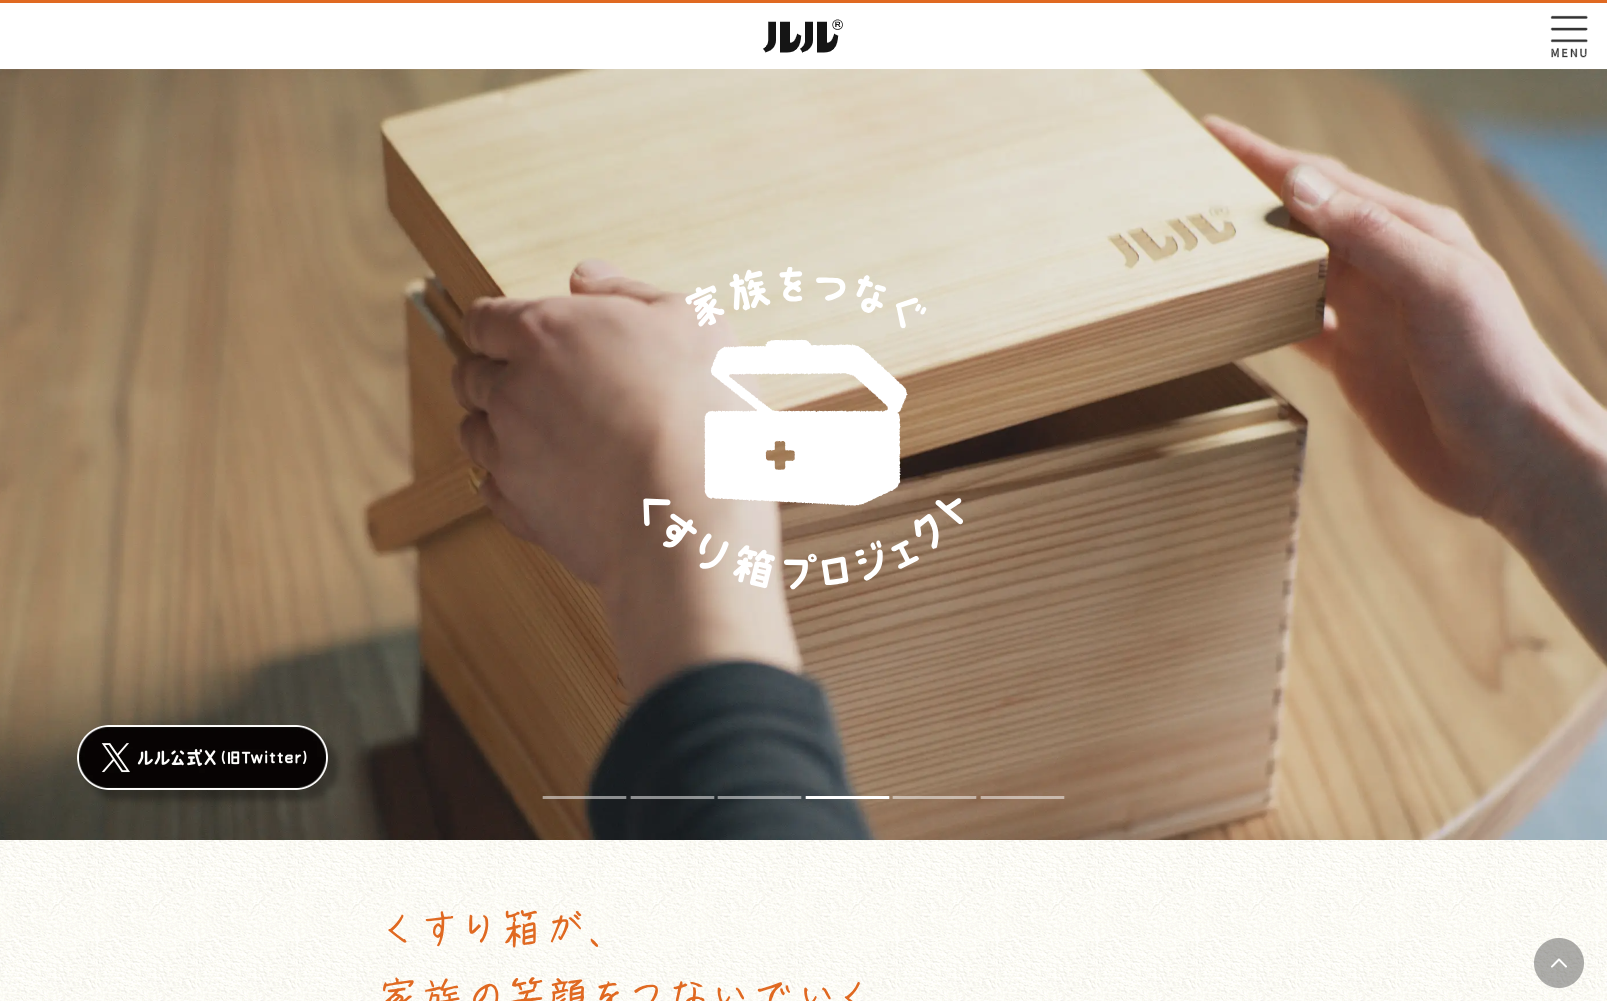 ルル®
MENU
ルル®
家族をつなぐ
くすり箱プロジェクト
ルル公式X(旧Twitter)
くすり箱が、
家族の笑顔をつないでいく